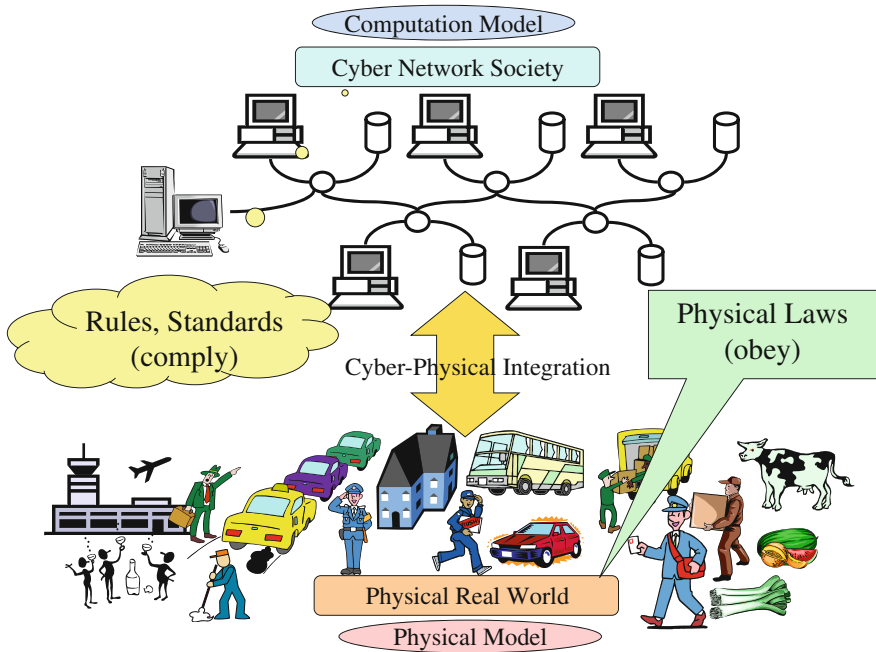 Computation Model
Cyber Network Society
Rules, Standards
(comply)
Physical Laws
(obey)
Cyber-Physical Integration
Physical Real World
Physical Model